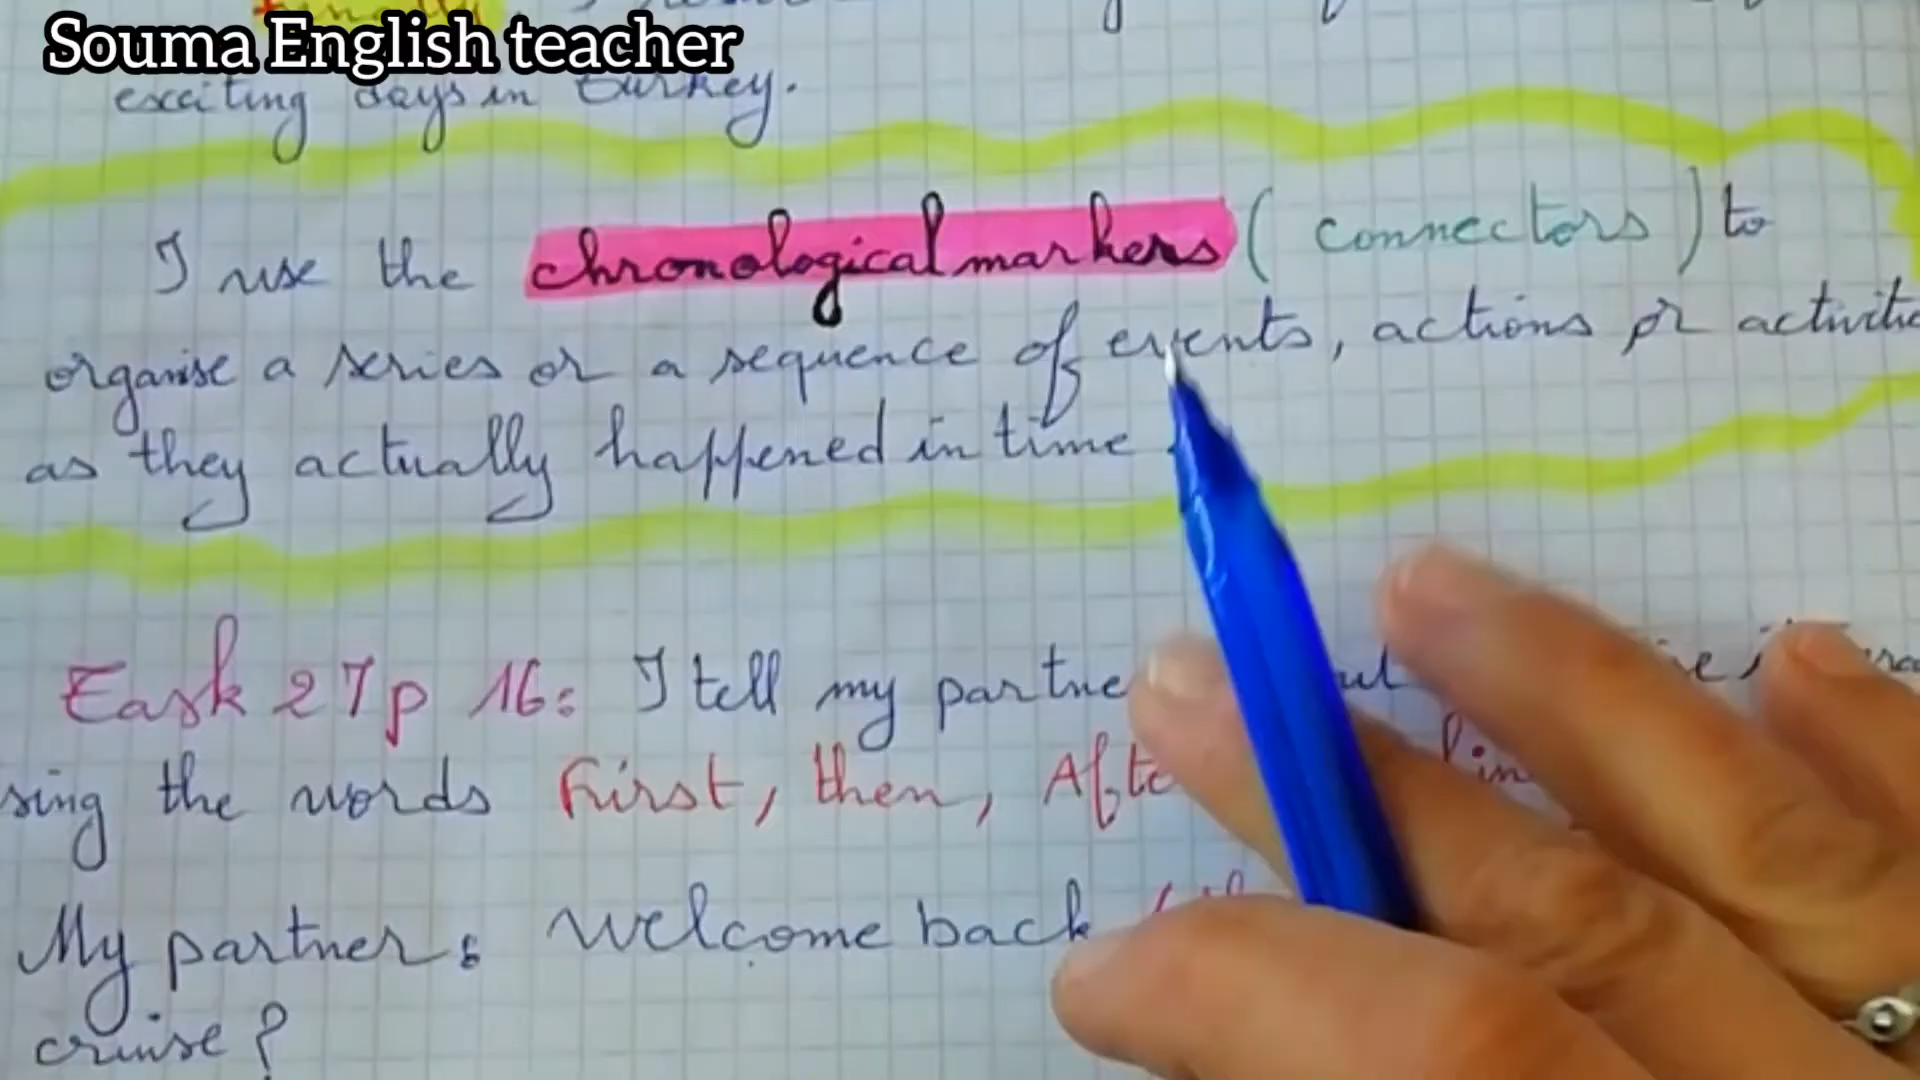 Finally,
Souma English teacher
exciting days in Turkey.
I use the chronological markers ( connectors ) to
organise a series or a sequence of events, actions or activitie
as they actually happened in time.
Task 27 p 16: I tell my partne
sing the words First, then, Afte
My partner: Welcome back
cruise?